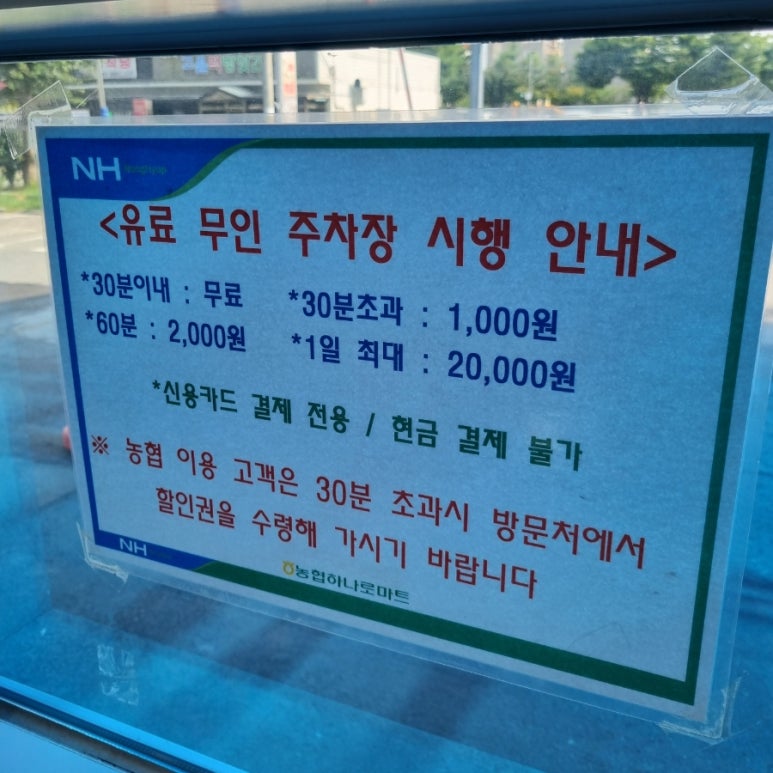 NH
<유료 무인 주차장 시행 안내>
*30분이내 : 무료 *30분초과 : 1,000원
*60분 : 2,000원 *1일 최대 : 20,000원
*신용카드 결제 전용 / 현금 결제 불가
※ 농협 이용 고객은 30분 초과시 방문처에서
할인권을 수령해 가시기 바랍니다
NH
농협하나로마트